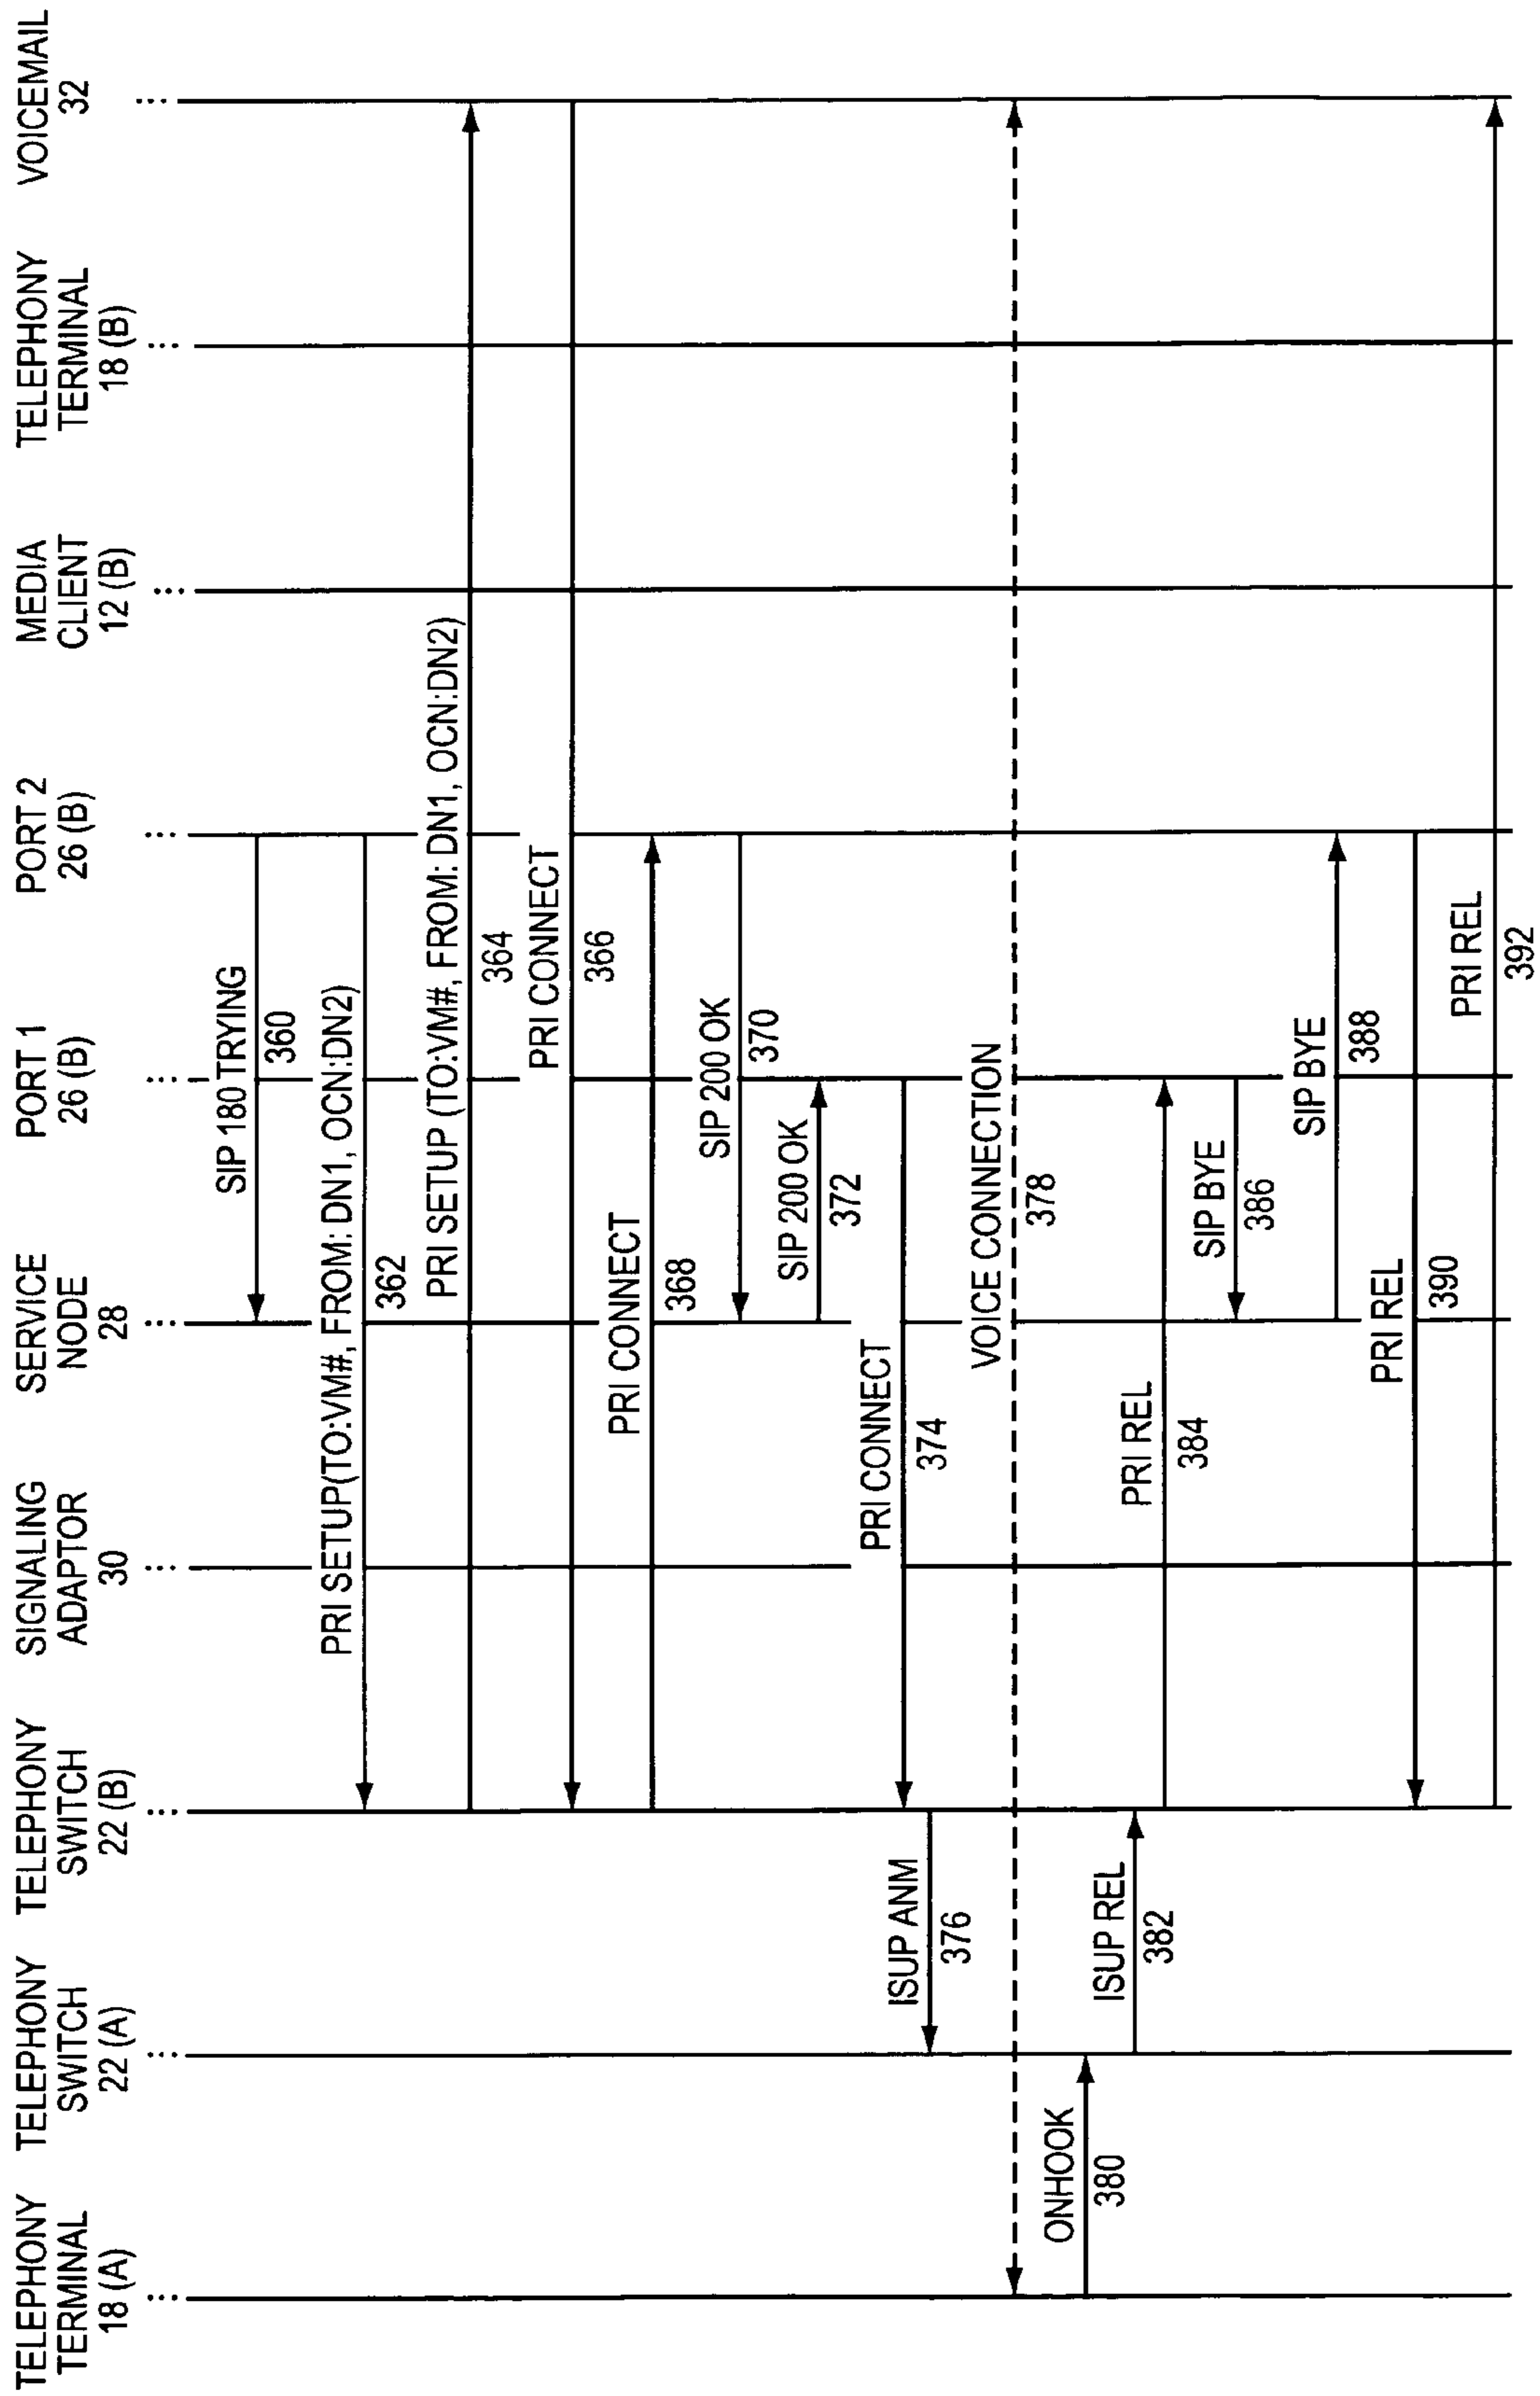 TELEPHONY
TERMINAL
18 (A)
TELEPHONY
SWITCH
22 (A)
TELEPHONY
SWITCH
22 (B)
SIGNALING
ADAPTOR
30
SERVICE
NODE
28
PORT 1
26 (B)
PORT 2
26 (B)
MEDIA
CLIENT
12 (B)
TELEPHONY
TERMINAL
18 (B)
VOICEMAIL
32
SIP 180 TRYING
360
PRI SETUP(TO:VM#, FROM: DN1, OCN:DN2)
362
PRI SETUP (TO:VM#, FROM: DN1, OCN:DN2)
364
PRI CONNECT
366
PRI CONNECT
368
SIP 200 OK
370
SIP 200 OK
372
PRI CONNECT
374
ISUP ANM
376
VOICE CONNECTION
378
ONHOOK
380
ISUP REL
382
PRI REL
384
SIP BYE
386
SIP BYE
388
PRI REL
390
PRI REL
392